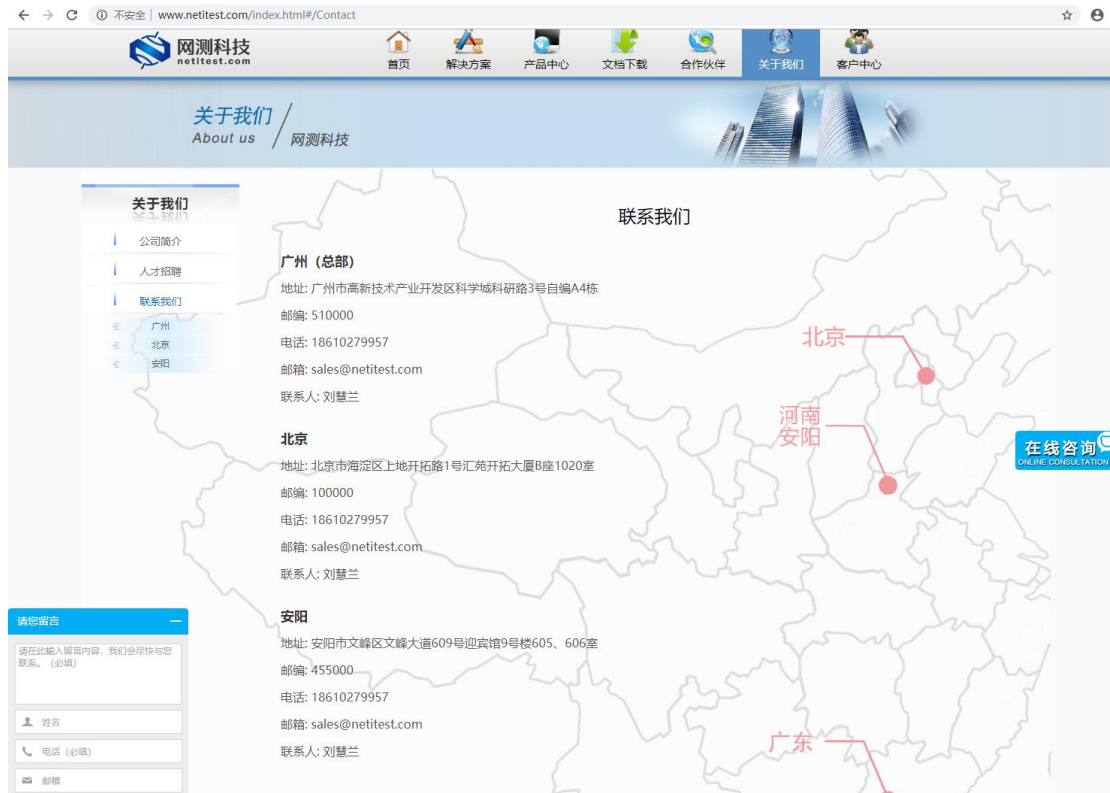 不安全 | www.netitest.com/index.html#/Contact
网测科技
netitest.com
首页 解决方案 产品中心 文档下载 合作伙伴 关于我们 客户中心
关于我们
About us
网测科技
关于我们
公司简介
人才招聘
联系我们
广州
北京
安阳
联系我们
广州（总部）
地址: 广州市高新技术产业开发区科学城科研路3号自编A4栋
邮编: 510000
电话: 18610279957
邮箱: sales@netitest.com
联系人: 刘慧兰
北京
地址: 北京市海淀区上地开拓路1号汇苑开拓大厦B座1020室
邮编: 100000
电话: 18610279957
邮箱: sales@netitest.com
联系人: 刘慧兰
安阳
地址: 安阳市文峰区文峰大道609号迎宾馆9号楼605、606室
邮编: 455000
电话: 18610279957
邮箱: sales@netitest.com
联系人: 刘慧兰
北京
河南
安阳
广东
在线咨询
ONLINE CONSULTATION
请您留言
请在此输入留言内容，我们会尽快与您
联系。（必填）
姓名
电话（必填）
邮箱